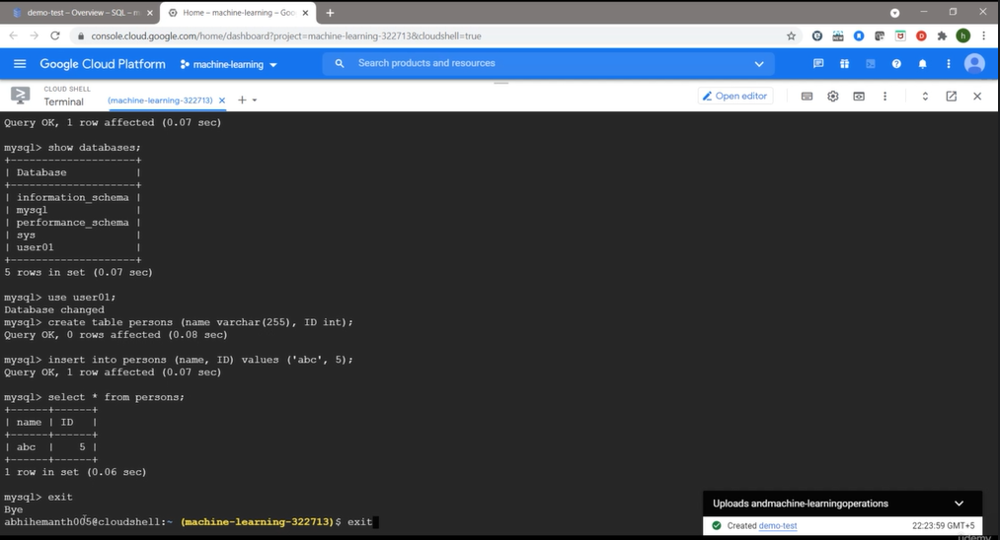 demo-test – Overview – SQL – m
Home – machine-learning – Goo
console.cloud.google.com/home/dashboard?project=machine-learning-322713&cloudshell=true
Google Cloud Platform
machine-learning
Search products and resources
CLOUD SHELL
Terminal
(machine-learning-322713)
Open editor
Query OK, 1 row affected (0.07 sec)
mysql> show databases;
+--------------------+
| Database |
+--------------------+
| information_schema |
| mysql |
| performance_schema |
| sys |
| user01 |
+--------------------+
5 rows in set (0.07 sec)
mysql> use user01;
Database changed
mysql> create table persons (name varchar(255), ID int);
Query OK, 0 rows affected (0.08 sec)
mysql> insert into persons (name, ID) values ('abc', 5);
Query OK, 1 row affected (0.07 sec)
mysql> select * from persons;
+------+------+
| name | ID |
+------+------+
| abc | 5 |
+------+------+
1 row in set (0.06 sec)
mysql> exit
Bye
abhihemanth005@cloudshell:~ (machine-learning-322713)$ exit
Uploads andmachine-learningoperations
Created demo-test 22:23:59 GMT+5
udemy